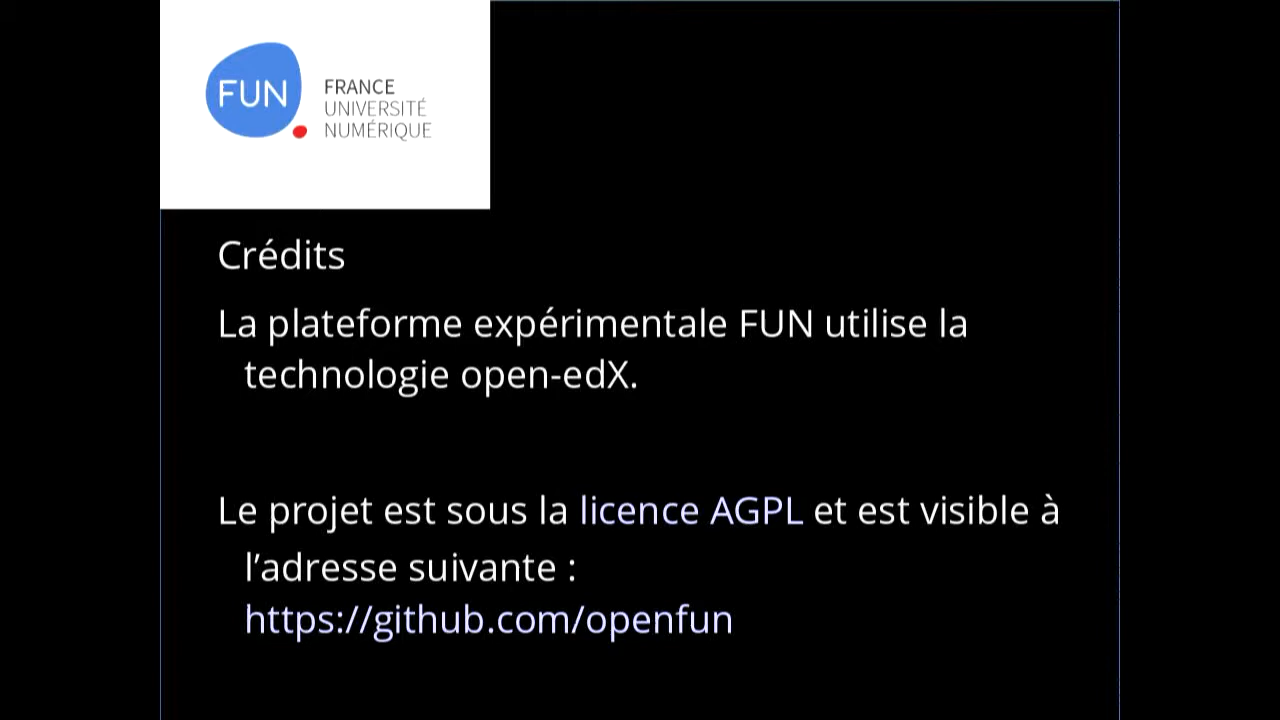 FUN
FRANCE
UNIVERSITÉ
NUMÉRIQUE
Crédits
La plateforme expérimentale FUN utilise la
technologie open-edX.
Le projet est sous la licence AGPL et est visible à
l’adresse suivante :
https://github.com/openfun